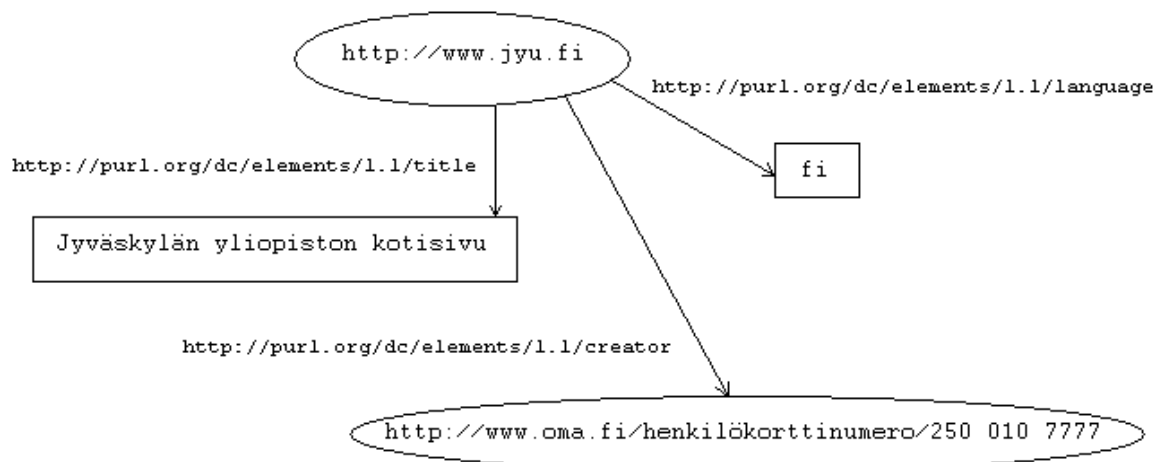 http://www.jyu.fi
http://purl.org/dc/elements/1.1/language
http://purl.org/dc/elements/1.1/title
fi
Jyväskylän yliopiston kotisivu
http://purl.org/dc/elements/1.1/creator
http://www.oma.fi/henkilökorttinumero/250 010 7777